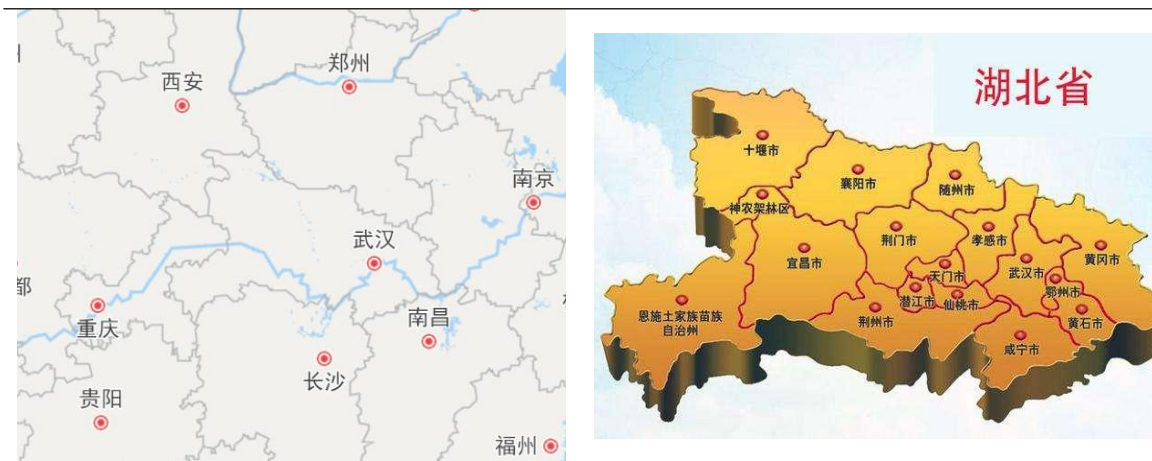 郑州
西安
南京
武汉
都
重庆
南昌
长沙
贵阳
福州
湖北省
十堰市
襄阳市
随州市
神农架林区
荆门市
孝感市
黄冈市
宜昌市
武汉市
天门市
鄂州市
潜江市
仙桃市
恩施土家族苗族
自治州
荆州市
黄石市
咸宁市